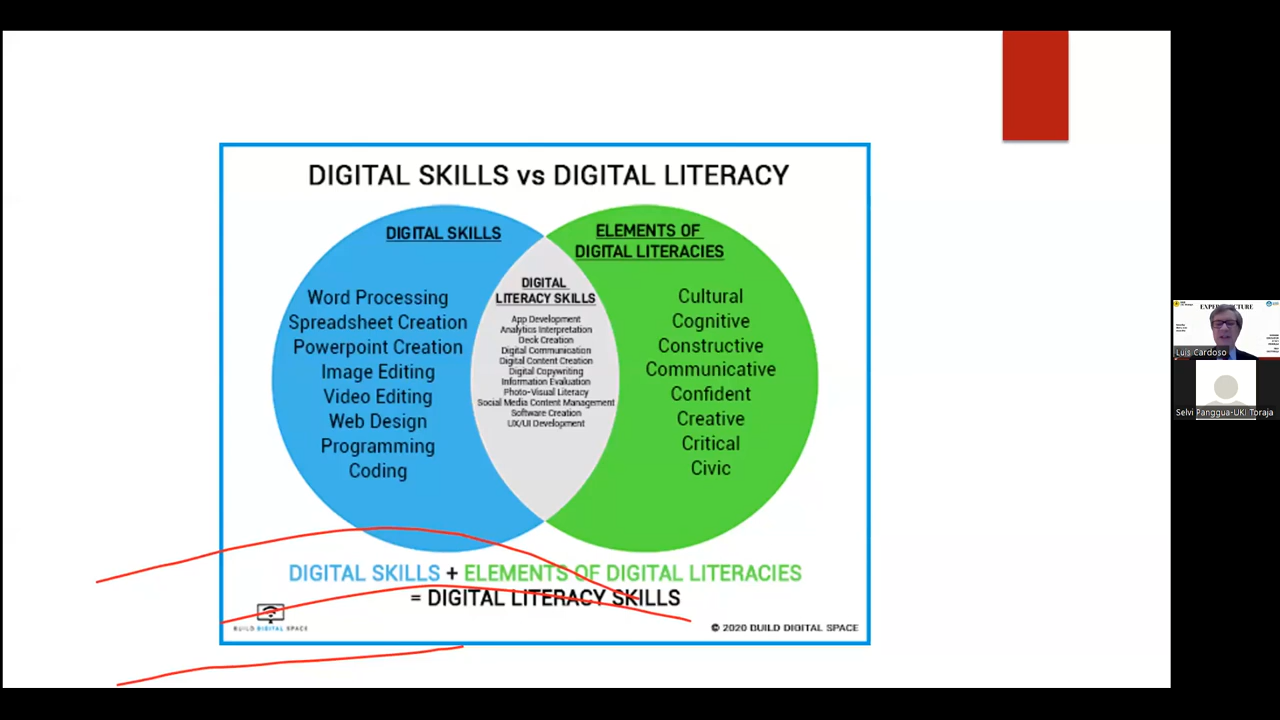 DIGITAL SKILLS vs DIGITAL LITERACY
DIGITAL SKILLS
Word Processing
Spreadsheet Creation
Powerpoint Creation
Image Editing
Video Editing
Web Design
Programming
Coding
DIGITAL
LITERACY SKILLS
App Development
Analytics Interpretation
Deck Creation
Digital Communication
Digital Content Creation
Digital Copywriting
Information Evaluation
Photo-Visual Literacy
Social Media Content Management
Software Creation
UX/UI Development
ELEMENTS OF
DIGITAL LITERACIES
Cultural
Cognitive
Constructive
Communicative
Confident
Creative
Critical
Civic
DIGITAL SKILLS + ELEMENTS OF DIGITAL LITERACIES
= DIGITAL LITERACY SKILLS
BUILD DIGITAL SPACE
© 2020 BUILD DIGITAL SPACE
Luis Cardoso
Selvi Panggua-UKI Toraja